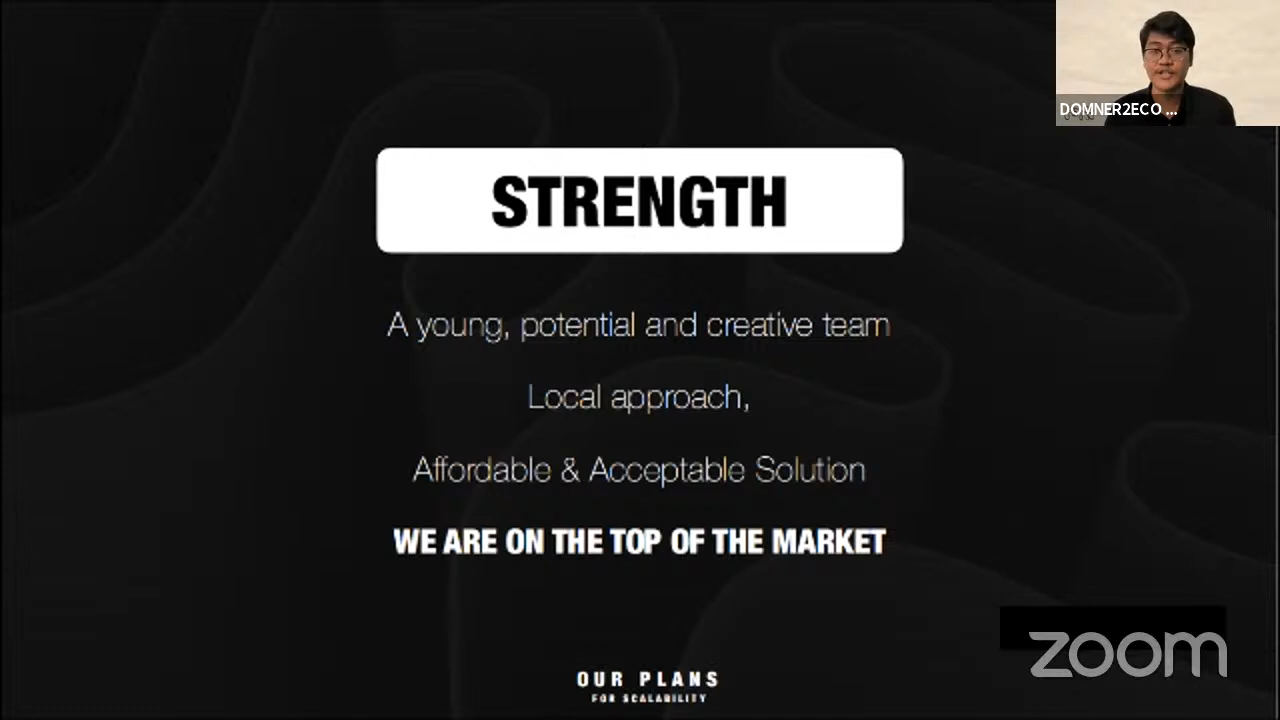 DOMNER2ECO ...
STRENGTH
A young, potential and creative team
Local approach,
Affordable & Acceptable Solution
WE ARE ON THE TOP OF THE MARKET
OUR PLANS
FOR SCALABILITY
zoom